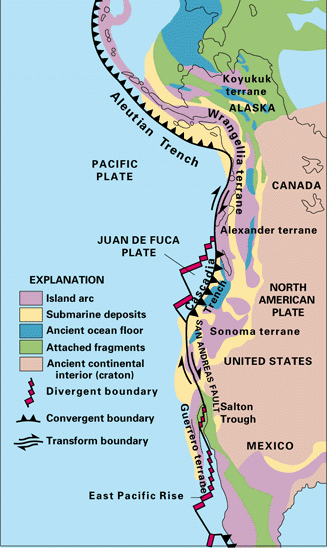 Koyukuk
terrane
ALASKA
Aleutian Trench
Wrangellia terrane
PACIFIC
PLATE
CANADA
Alexander terrane
JUAN DE FUCA
PLATE
Cascadia
Trench
EXPLANATION
Island arc
Submarine deposits
Ancient ocean floor
Attached fragments
Ancient continental
interior (craton)
Divergent boundary
Convergent boundary
Transform boundary
NORTH
AMERICAN
PLATE
Sonoma terrane
SAN ANDREAS FAULT
UNITED STATES
Salton
Trough
Guerrero terrane
MEXICO
East Pacific Rise